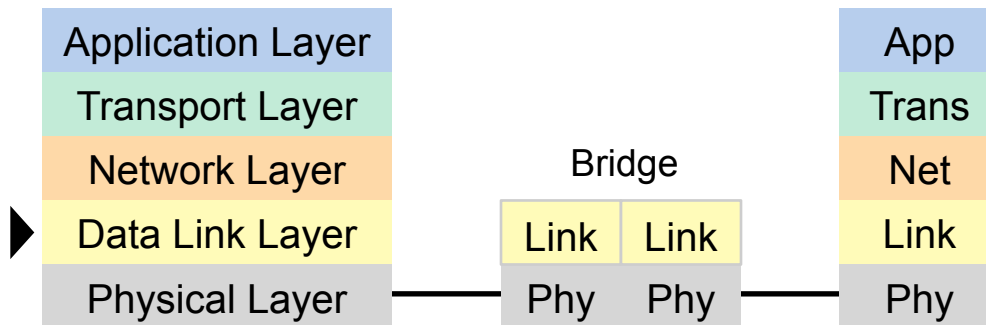 Application Layer
Transport Layer
Network Layer
Data Link Layer
Physical Layer
Bridge
Link Link
Phy Phy
App
Trans
Net
Link
Phy